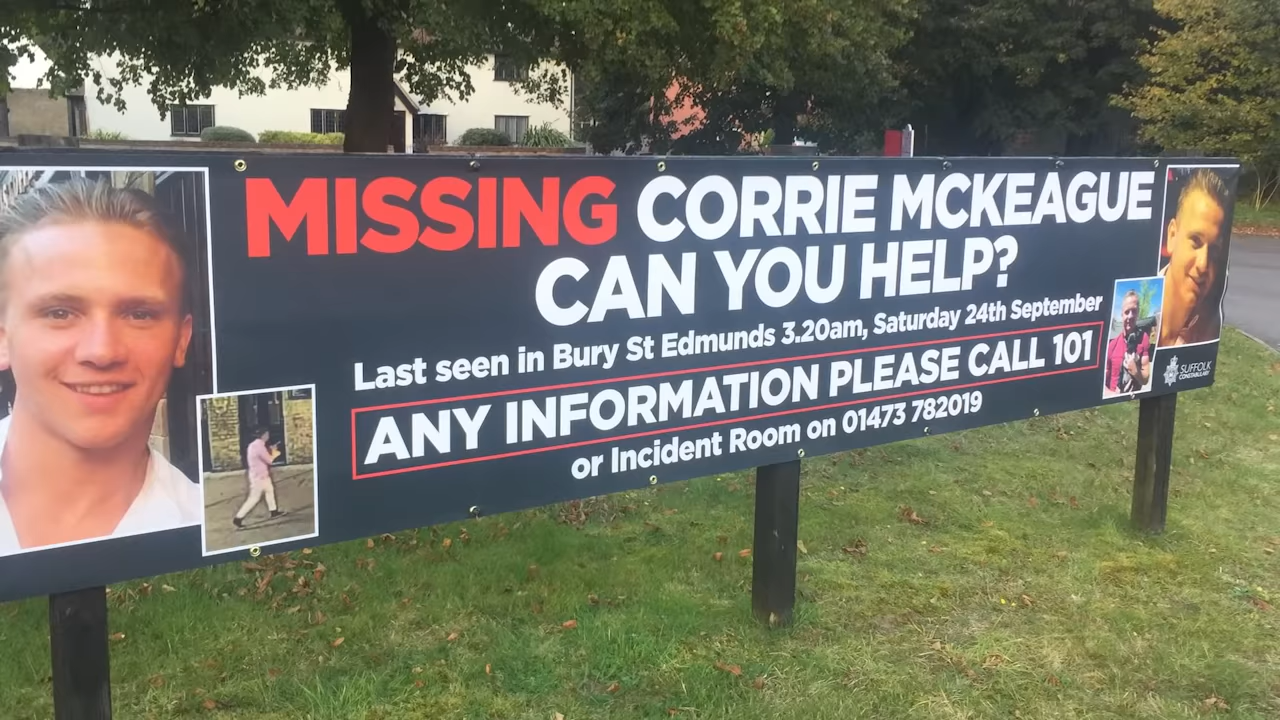 MISSING CORRIE MCKEAGUE
CAN YOU HELP?
Last seen in Bury St Edmunds 3.20am, Saturday 24th September
ANY INFORMATION PLEASE CALL 101
or Incident Room on 01473 782019
SUFFOLK
CONSTABULARY